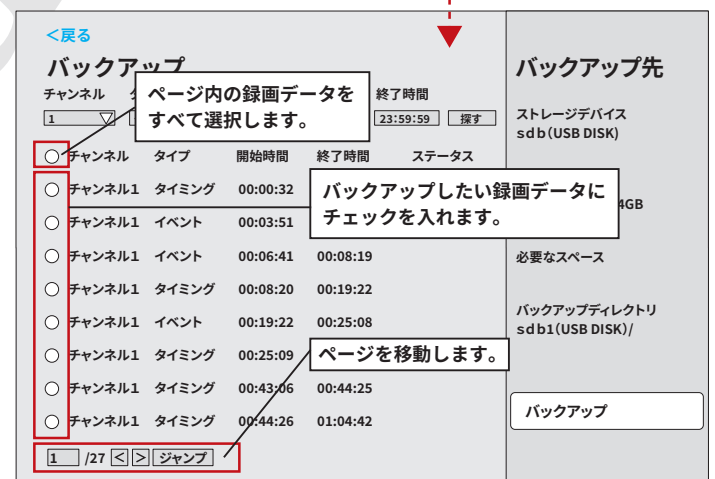 ＜戻る
バックアップ
バックアップ先
チャンネル
終了時間
ページ内の録画データを
すべて選択します。
1
23:59:59
探す
ストレージデバイス
sdb(USB DISK)
チャンネル タイプ 開始時間 終了時間 ステータス
チャンネル1 タイミング 00:00:32
バックアップしたい録画データに
チェックを入れます。
4GB
チャンネル1 イベント 00:03:51
チャンネル1 イベント 00:06:41 00:08:19
必要なスペース
チャンネル1 タイミング 00:08:20 00:19:22
バックアップディレクトリ
sdb1(USB DISK)/
チャンネル1 イベント 00:19:22 00:25:08
チャンネル1 タイミング 00:25:09
ページを移動します。
チャンネル1 タイミング 00:43:06 00:44:25
チャンネル1 タイミング 00:44:26 01:04:42
バックアップ
1 /27 < > ジャンプ